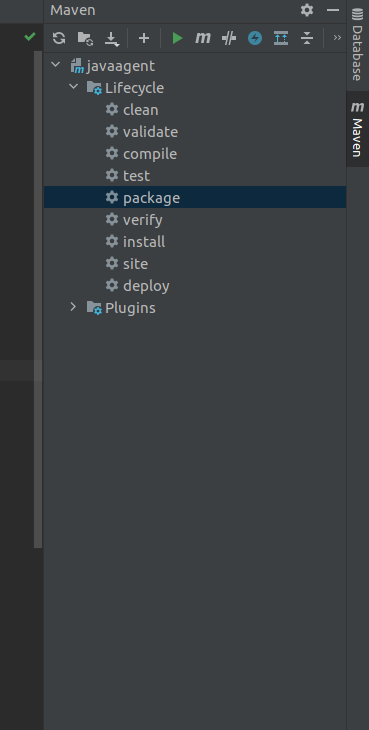 Maven
m
javaagent
Lifecycle
clean
validate
compile
test
package
verify
install
site
deploy
Plugins
Database
m
Maven